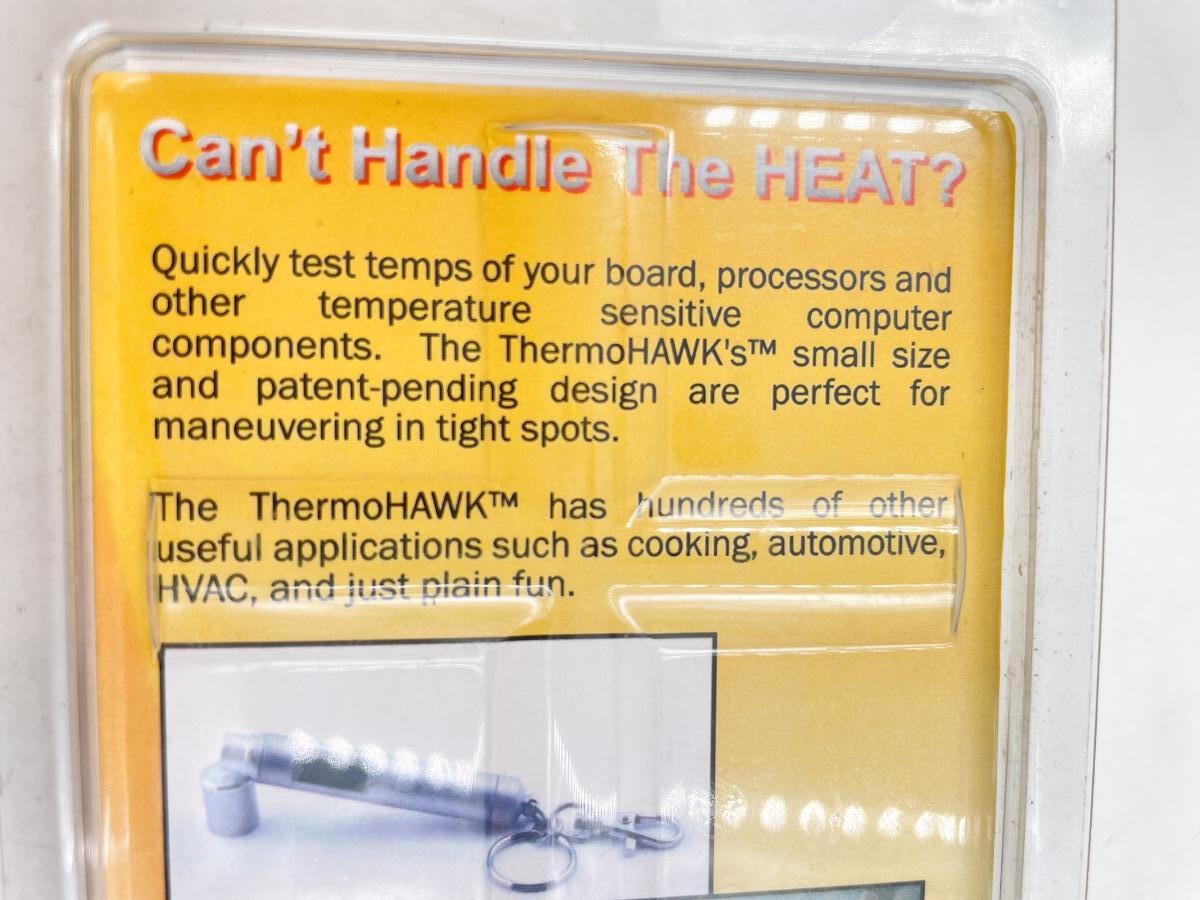 Can't Handle The HEAT?
Quickly test temps of your board, processors and
other temperature sensitive computer
components. The ThermoHAWK's™ small size
and patent-pending design are perfect for
maneuvering in tight spots.
The ThermoHAWK™ has hundreds of other
useful applications such as cooking, automotive,
HVAC, and just plain fun.